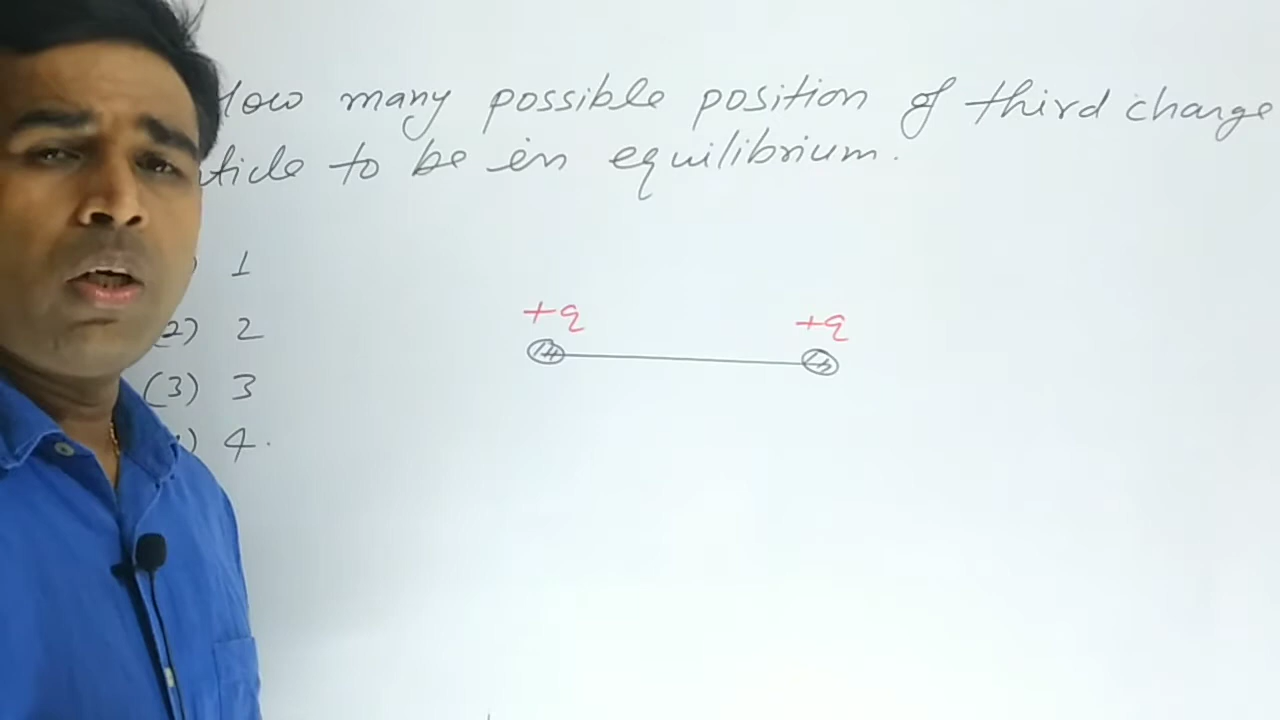 How many possible position of third charge
ticle to be in equilibrium.
1
2) 2
(3) 3
) 4.
+q
+q